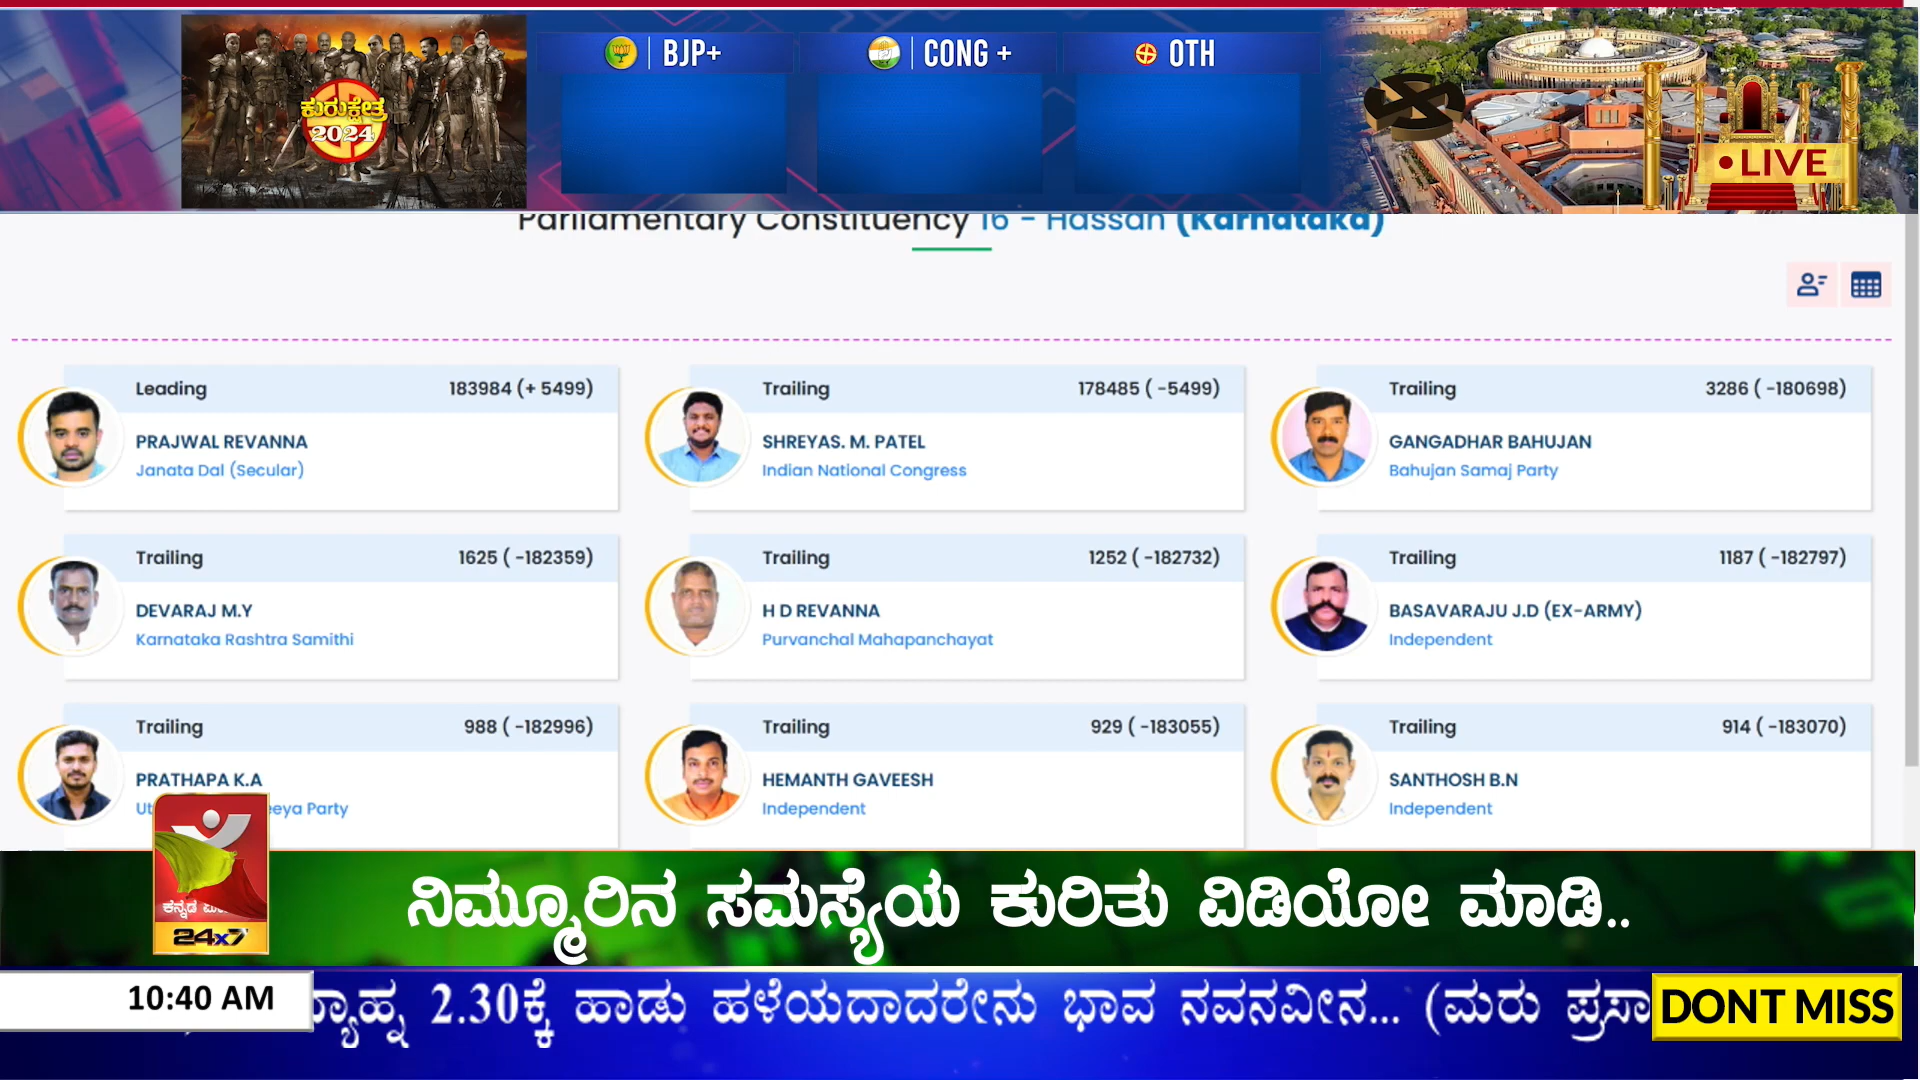 ಕುರುಕ್ಷೇತ್ರ
2024
BJP+
CONG +
OTH
• LIVE
Parliamentary Constituency 16 - Hassan (Karnataka)
Leading 183984 (+ 5499)
PRAJWAL REVANNA
Janata Dal (Secular)
Trailing 178485 ( -5499)
SHREYAS. M. PATEL
Indian National Congress
Trailing 3286 ( -180698)
GANGADHAR BAHUJAN
Bahujan Samaj Party
Trailing 1625 ( -182359)
DEVARAJ M.Y
Karnataka Rashtra Samithi
Trailing 1252 ( -182732)
H D REVANNA
Purvanchal Mahapanchayat
Trailing 1187 ( -182797)
BASAVARAJU J.D (EX-ARMY)
Independent
Trailing 988 ( -182996)
PRATHAPA K.A
Party
Trailing 929 ( -183055)
HEMANTH GAVEESH
Independent
Trailing 914 ( -183070)
SANTHOSH B.N
Independent
ಕನ್ನಡ
24x7
ನಿಮ್ಮೂರಿನ ಸಮಸ್ಯೆಯ ಕುರಿತು ವಿಡಿಯೋ ಮಾಡಿ..
10:40 AM
2.30ಕ್ಕೆ ಹಾಡು ಹಳೆಯದಾದರೇನು ಭಾವ ನವನವೀನ... (ಮರು
DONT MISS